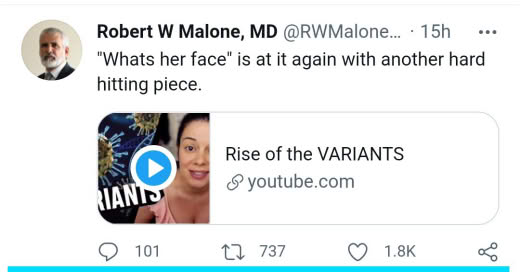 Robert W Malone, MD @RWMalone... · 15h
"Whats her face" is at it again with another hard
hitting piece.
RIANTS
Rise of the VARIANTS
youtube.com
101 737 1.8K